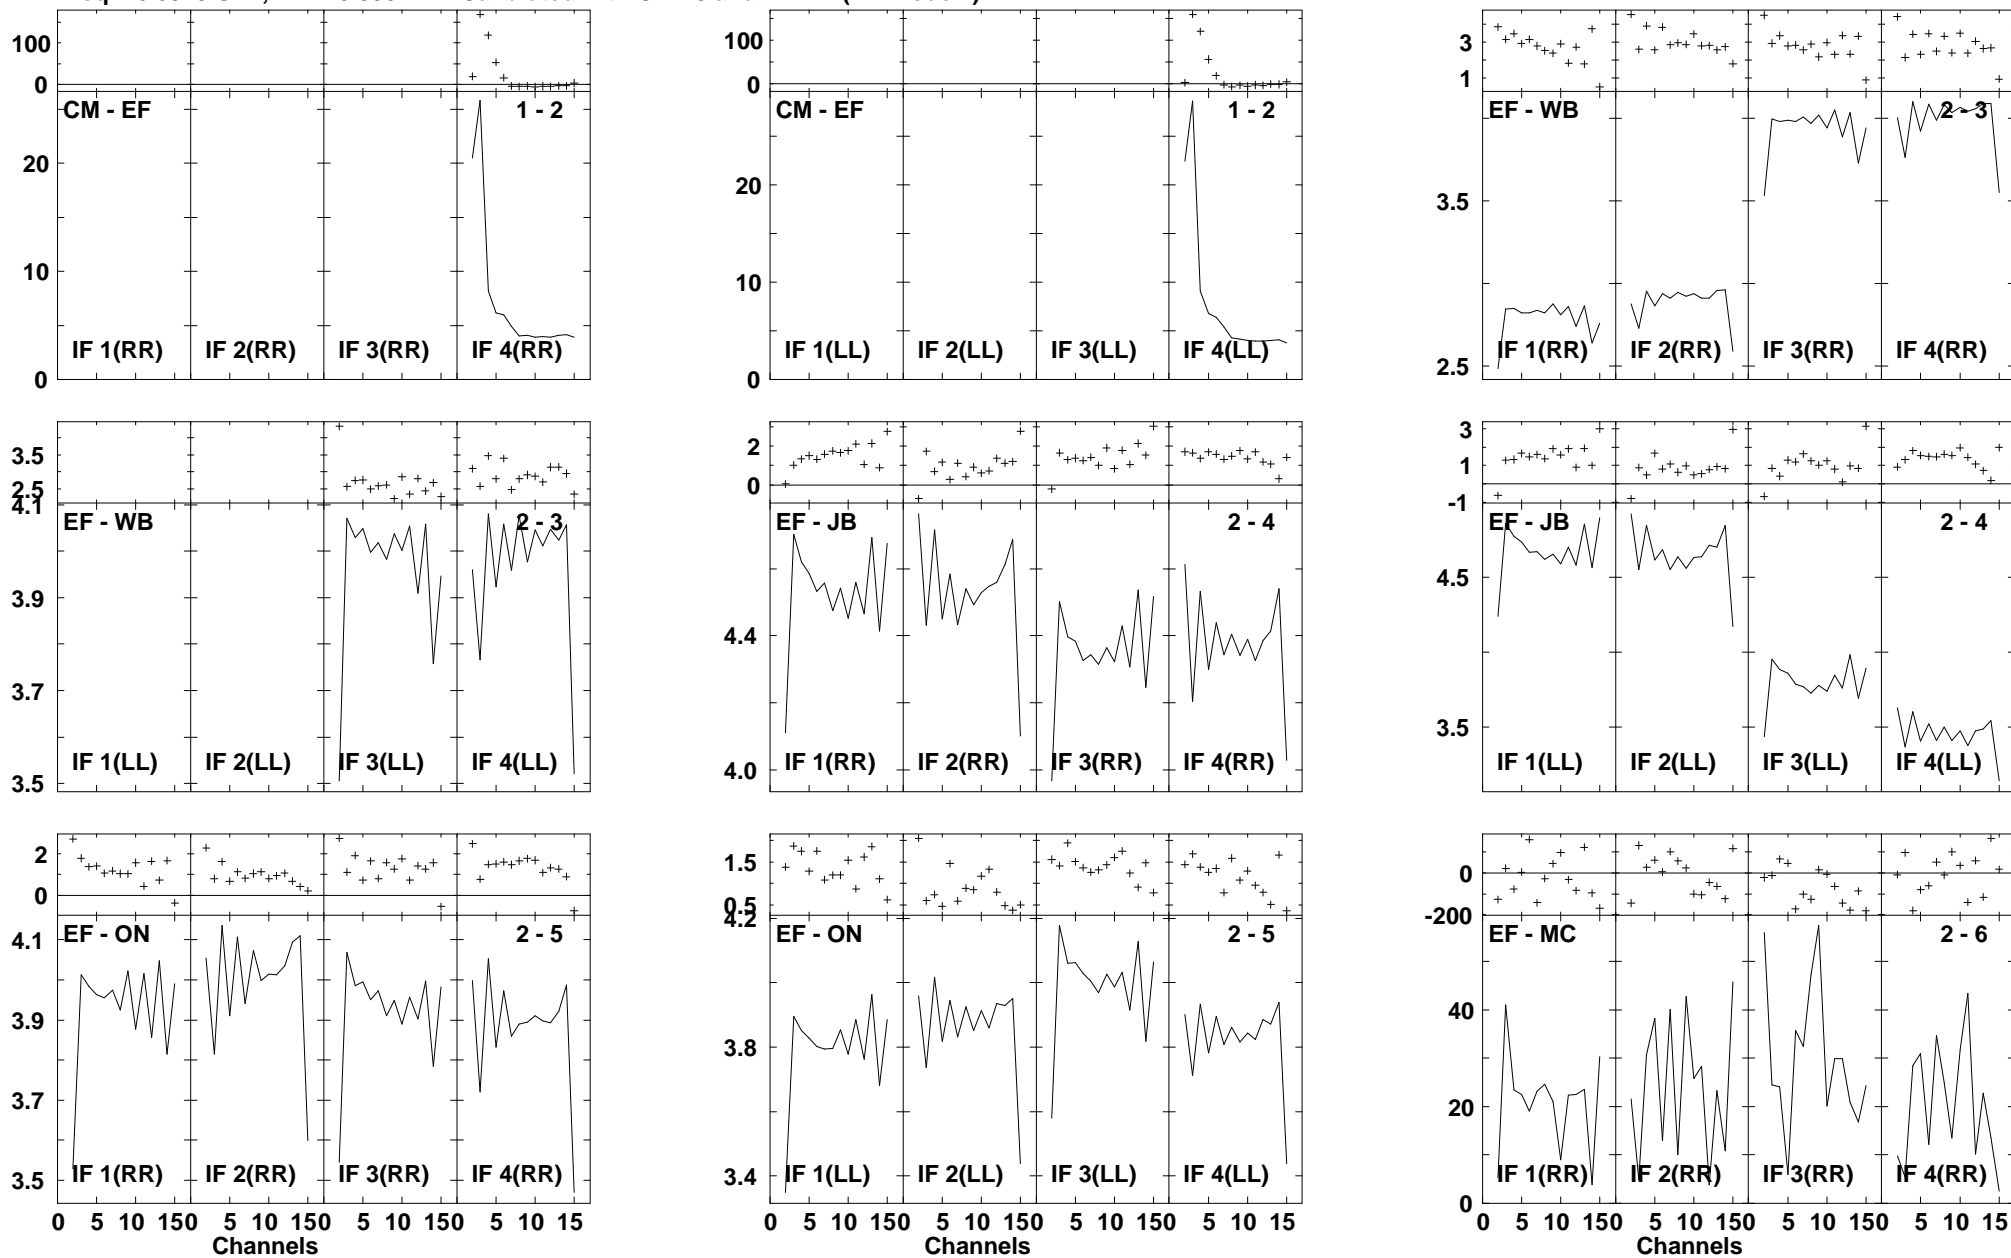 100
0
CM - EF 1 - 2
20
10
0
IF 1(RR) IF 2(RR) IF 3(RR) IF 4(RR)
100
0
CM - EF 1 - 2
20
10
0
IF 1(LL) IF 2(LL) IF 3(LL) IF 4(LL)
3
1
EF - WB 2 - 3
3.5
2.5
IF 1(RR) IF 2(RR) IF 3(RR) IF 4(RR)
3.5
2.5
4.1
EF - WB 2 - 3
3.9
3.7
3.5
IF 1(LL) IF 2(LL) IF 3(LL) IF 4(LL)
2
0
EF - JB 2 - 4
4.4
4.0
IF 1(RR) IF 2(RR) IF 3(RR) IF 4(RR)
3
1
-1
EF - JB 2 - 4
4.5
3.5
IF 1(LL) IF 2(LL) IF 3(LL) IF 4(LL)
2
0
4.1
EF - ON 2 - 5
3.9
3.7
3.5
IF 1(RR) IF 2(RR) IF 3(RR) IF 4(RR)
0 5 10 150 5 10 150 5 10 150 5 10 15
Channels
1.5
0.5
4.2
EF - ON 2 - 5
3.8
3.4
IF 1(LL) IF 2(LL) IF 3(LL) IF 4(LL)
0 5 10 150 5 10 150 5 10 150 5 10 15
Channels
0
-200
EF - MC 2 - 6
40
20
0
IF 1(RR) IF 2(RR) IF 3(RR) IF 4(RR)
0 5 10 150 5 10 150 5 10 150 5 10 15
Channels